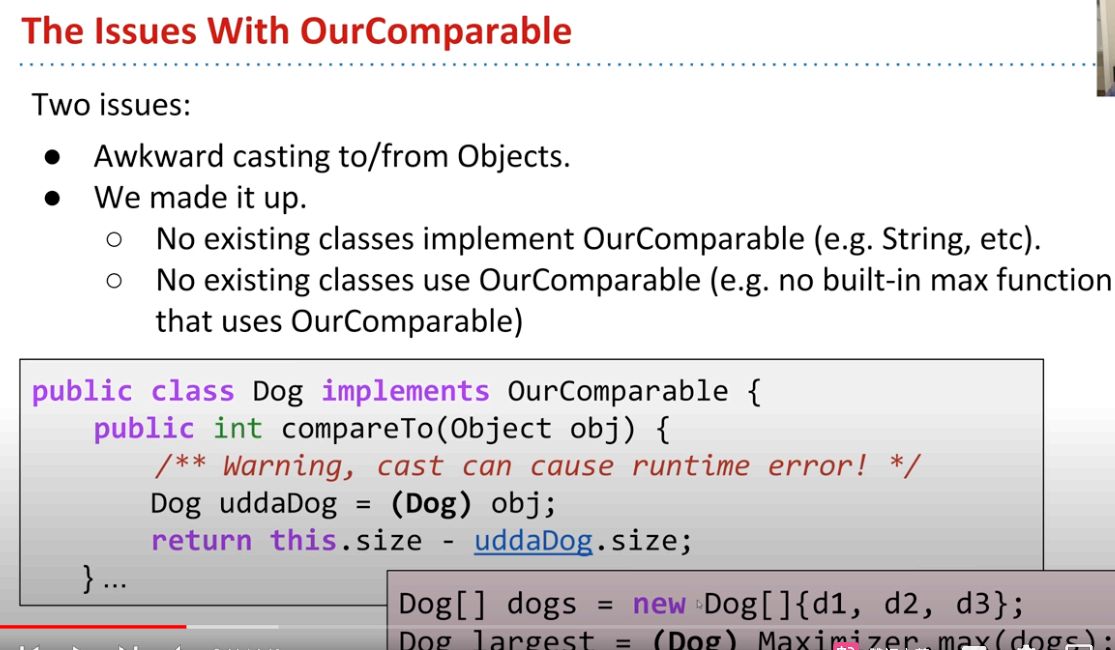 The Issues With OurComparable
Two issues:
● Awkward casting to/from Objects.
● We made it up.
○ No existing classes implement OurComparable (e.g. String, etc).
○ No existing classes use OurComparable (e.g. no built-in max function
that uses OurComparable)
public class Dog implements OurComparable {
public int compareTo(Object obj) {
/** Warning, cast can cause runtime error! */
Dog uddaDog = (Dog) obj;
return this.size - uddaDog.size;
} ...
Dog[] dogs = new Dog[]{d1, d2, d3};
Dog largest = (Dog) Maximizer.max(dogs);